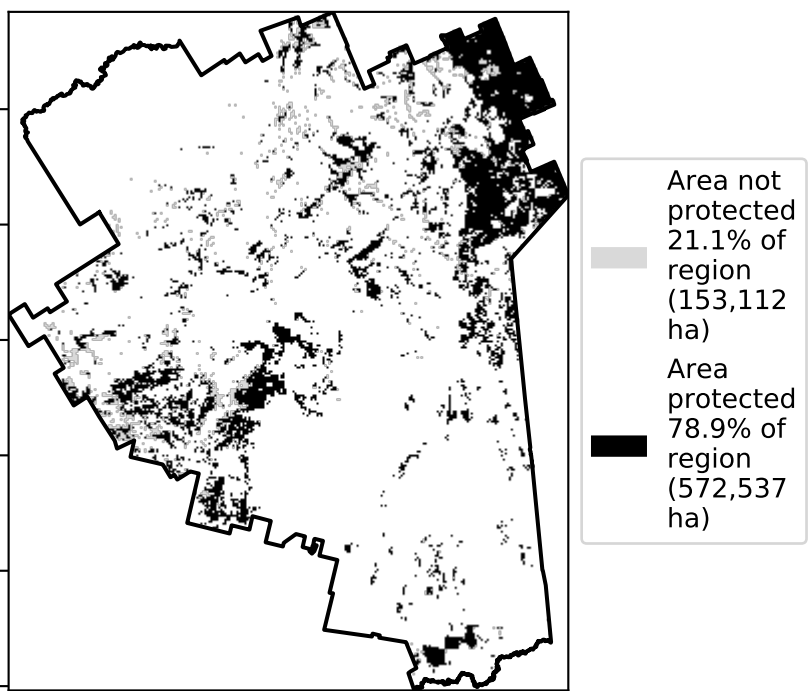 Area not
protected
21.1% of
region
(153,112
ha)
Area
protected
78.9% of
region
(572,537
ha)